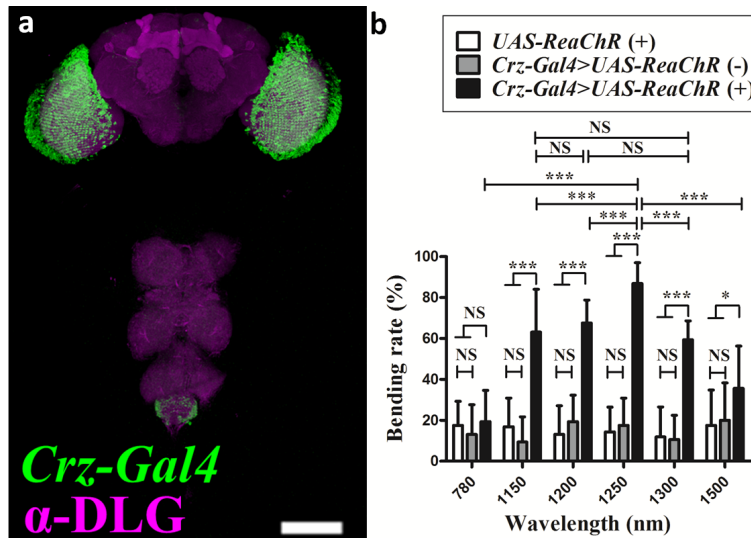 a
Crz-Gal4
α-DLG
b
UAS-ReaChR (+)
Crz-Gal4>UAS-ReaChR (-)
Crz-Gal4>UAS-ReaChR (+)
NS
NS NS
***
*** ***
*** ***
***
*** *** *** *
NS
NS NS NS NS NS NS
100
80
60
40
20
0
Bending rate (%)
780 1150 1200 1250 1300 1500
Wavelength (nm)